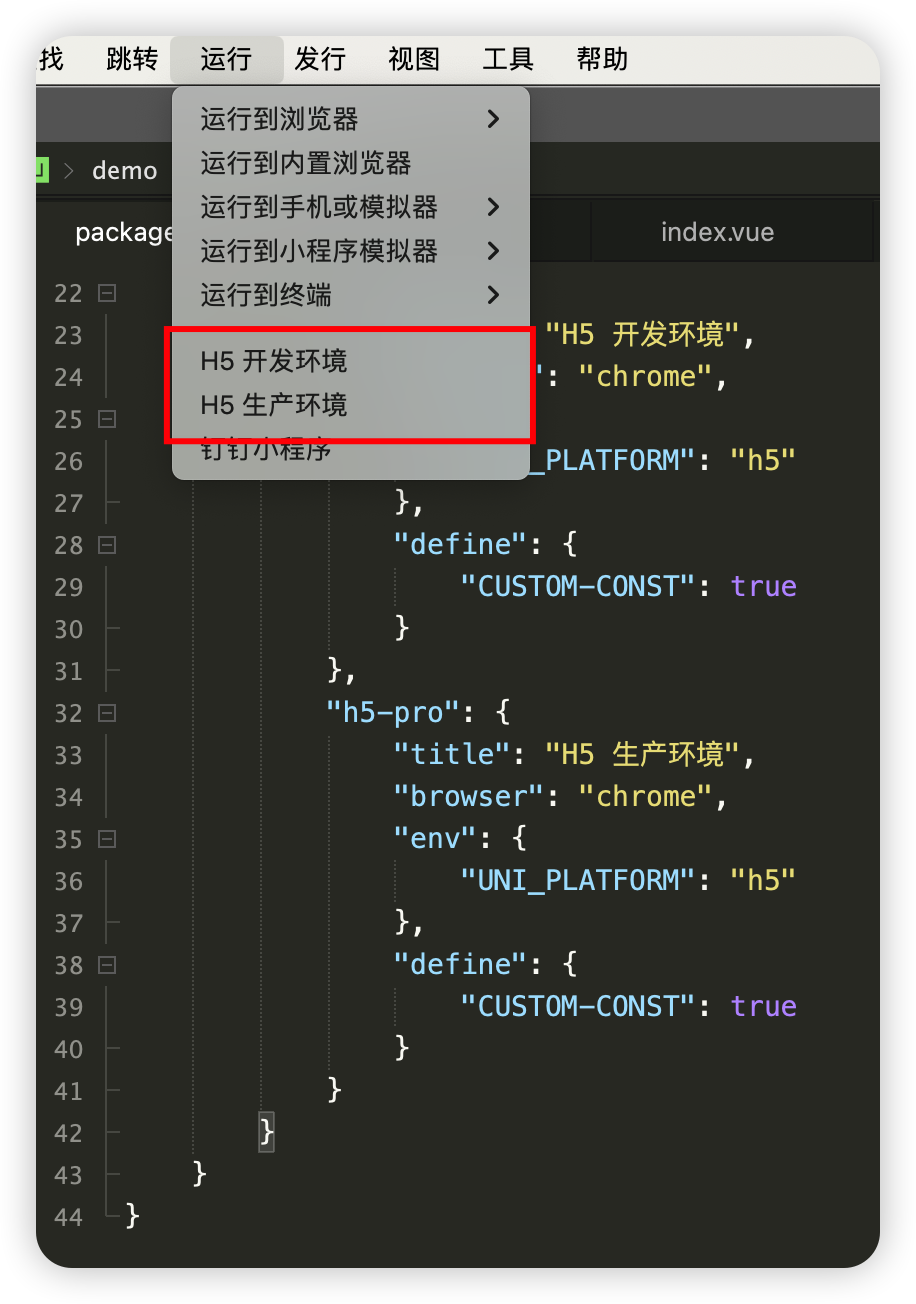 找 跳转 运行 发行 视图 工具 帮助
运行到浏览器
运行到内置浏览器
运行到手机或模拟器
运行到小程序模拟器
运行到终端
H5 开发环境
H5 生产环境
钉钉小程序
demo
package
index.vue
22
23 "H5 开发环境",
24 ": "chrome",
25
26 _PLATFORM": "h5"
27 },
28 "define": {
29 "CUSTOM-CONST": true
30 }
31 },
32 "h5-pro": {
33 "title": "H5 生产环境",
34 "browser": "chrome",
35 "env": {
36 "UNI_PLATFORM": "h5"
37 },
38 "define": {
39 "CUSTOM-CONST": true
40 }
41 }
42 }
43 }
44 }